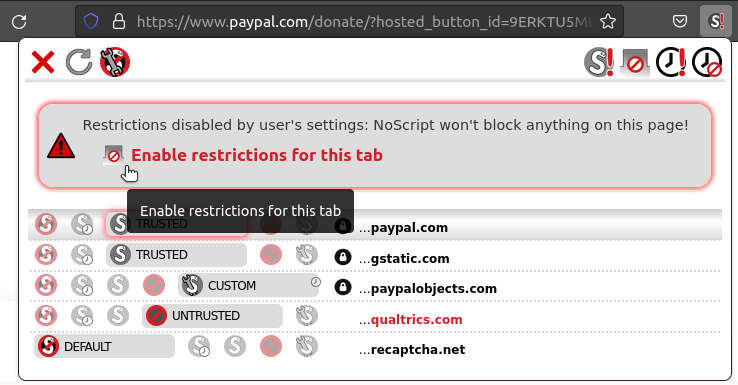 https://www.paypal.com/donate/?hosted_button_id=9ERKTU5M
Restrictions disabled by user's settings: NoScript won't block anything on this page!
Enable restrictions for this tab
Enable restrictions for this tab
TRUSTED ...paypal.com
TRUSTED ...gstatic.com
CUSTOM ...paypalobjects.com
UNTRUSTED ...qualtrics.com
DEFAULT ...recaptcha.net